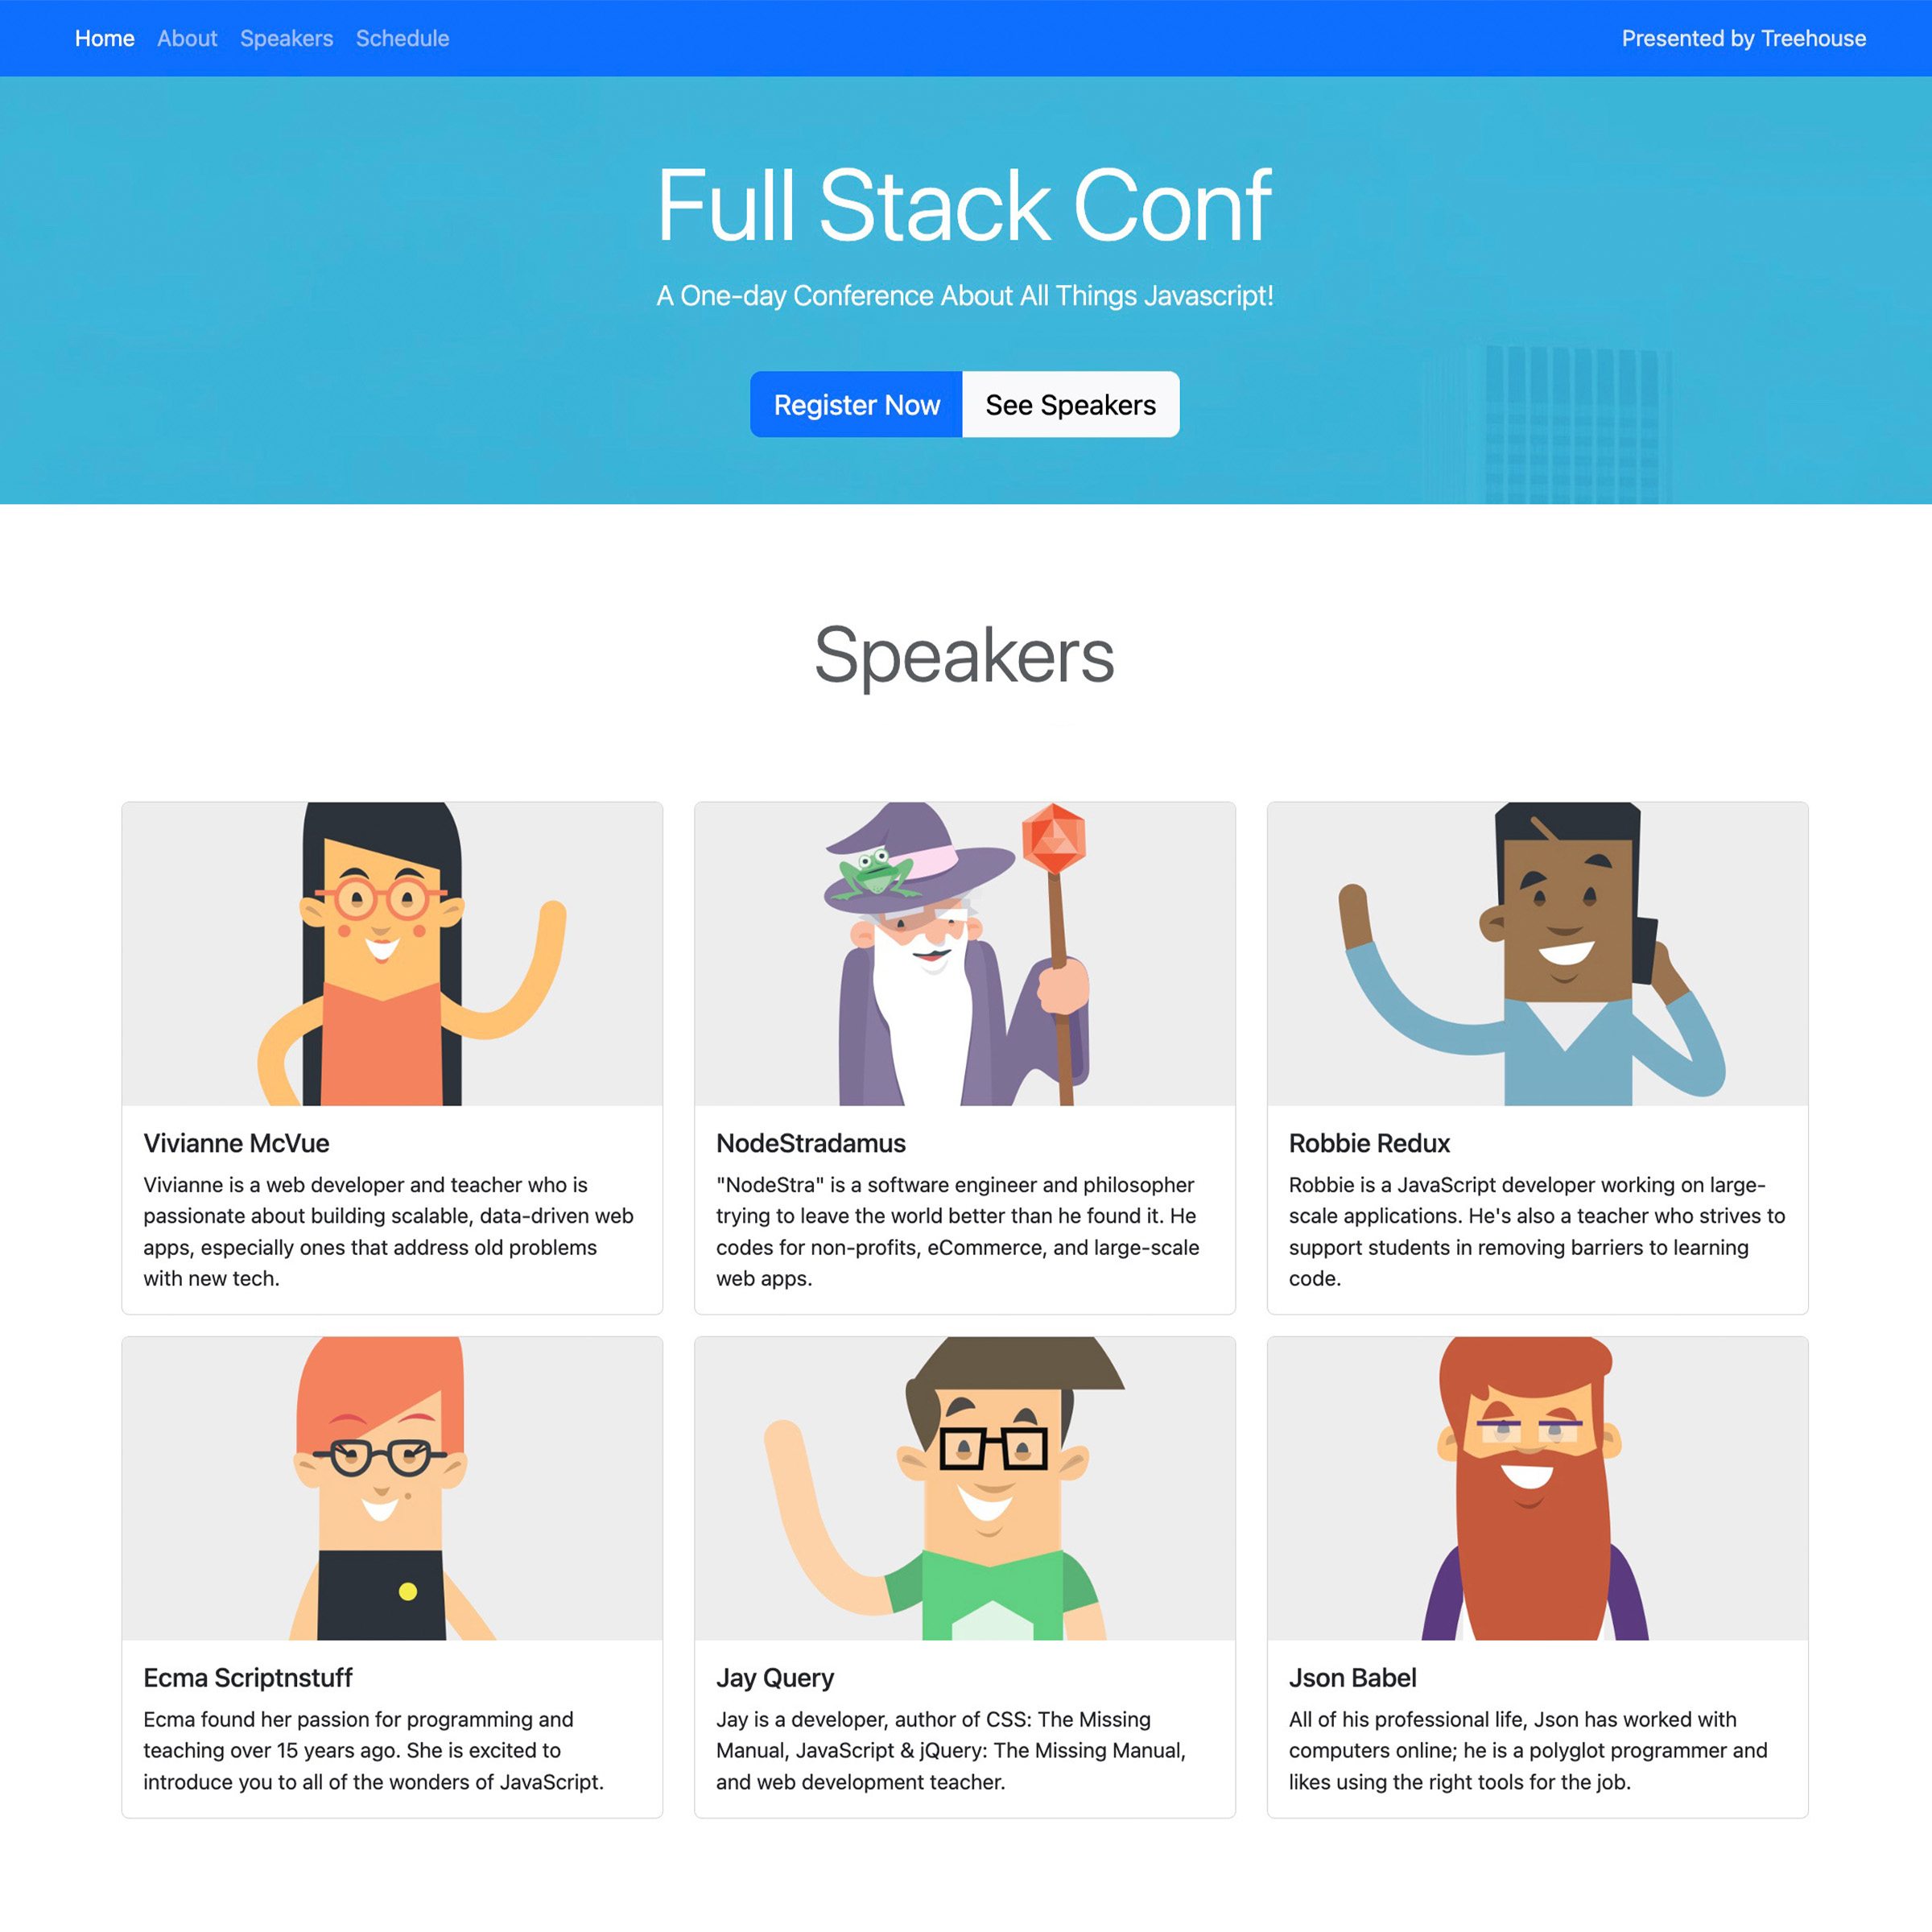 Home About Speakers Schedule Presented by Treehouse
Full Stack Conf
A One-day Conference About All Things Javascript!
Register Now See Speakers
Speakers
Vivianne McVue
Vivianne is a web developer and teacher who is
passionate about building scalable, data-driven web
apps, especially ones that address old problems
with new tech.
NodeStradamus
"NodeStra" is a software engineer and philosopher
trying to leave the world better than he found it. He
codes for non-profits, eCommerce, and large-scale
web apps.
Robbie Redux
Robbie is a JavaScript developer working on large-
scale applications. He's also a teacher who strives to
support students in removing barriers to learning
code.
Ecma Scriptnstuff
Ecma found her passion for programming and
teaching over 15 years ago. She is excited to
introduce you to all of the wonders of JavaScript.
Jay Query
Jay is a developer, author of CSS: The Missing
Manual, JavaScript & jQuery: The Missing Manual,
and web development teacher.
Json Babel
All of his professional life, Json has worked with
computers online; he is a polyglot programmer and
likes using the right tools for the job.